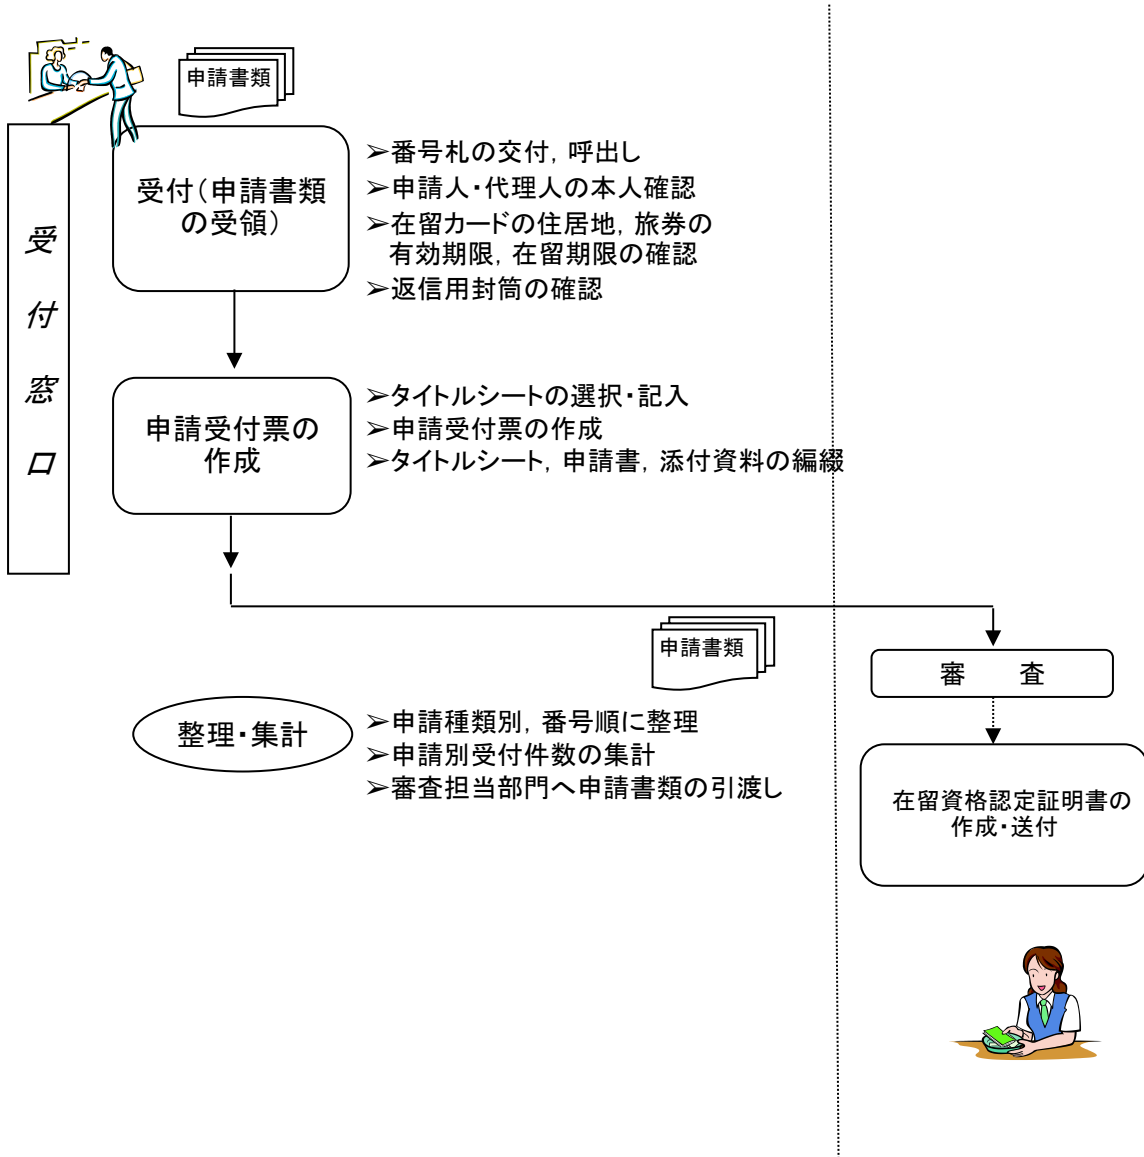 申請書類
受付窓口
受付（申請書類
の受領）
➢番号札の交付，呼出し
➢申請人・代理人の本人確認
➢在留カードの住居地，旅券の
有効期限，在留期限の確認
➢返信用封筒の確認
申請受付票の
作成
➢タイトルシートの選択・記入
➢申請受付票の作成
➢タイトルシート，申請書，添付資料の編綴
申請書類
審　査
整理・集計
➢申請種類別，番号順に整理
➢申請別受付件数の集計
➢審査担当部門へ申請書類の引渡し
在留資格認定証明書の
作成・送付